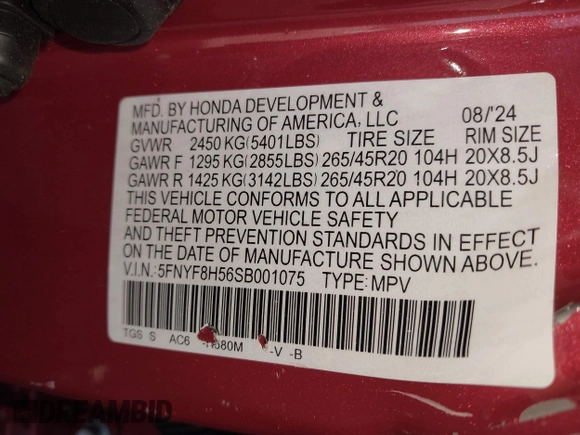 MFD. BY HONDA DEVELOPMENT &
MANUFACTURING OF AMERICA, LLC 08/'24
GVWR 2450 KG(5401LBS) TIRE SIZE RIM SIZE
GAWR F 1295 KG(2855LBS) 265/45R20 104H 20X8.5J
GAWR R 1425 KG(3142LBS) 265/45R20 104H 20X8.5J
THIS VEHICLE CONFORMS TO ALL APPLICABLE
FEDERAL MOTOR VEHICLE SAFETY
AND THEFT PREVENTION STANDARDS IN EFFECT
ON THE DATE OF MANUFACTURE SHOWN ABOVE.
V.I.N.:5FNYF8H56SB001075 TYPE:MPV
TGS S AC6 -V -B
DREAMBID